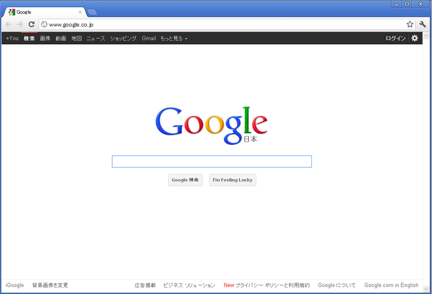 Google
www.google.co.jp
+You 検索 画像 動画 地図 ニュース ショッピング Gmail もっと見る ログイン
Google
日本
Google 検索 I'm Feeling Lucky
iGoogle 背景画像を変更 広告掲載 ビジネス ソリューション New プライバシー ポリシーと利用規約 Google について Google.com in English